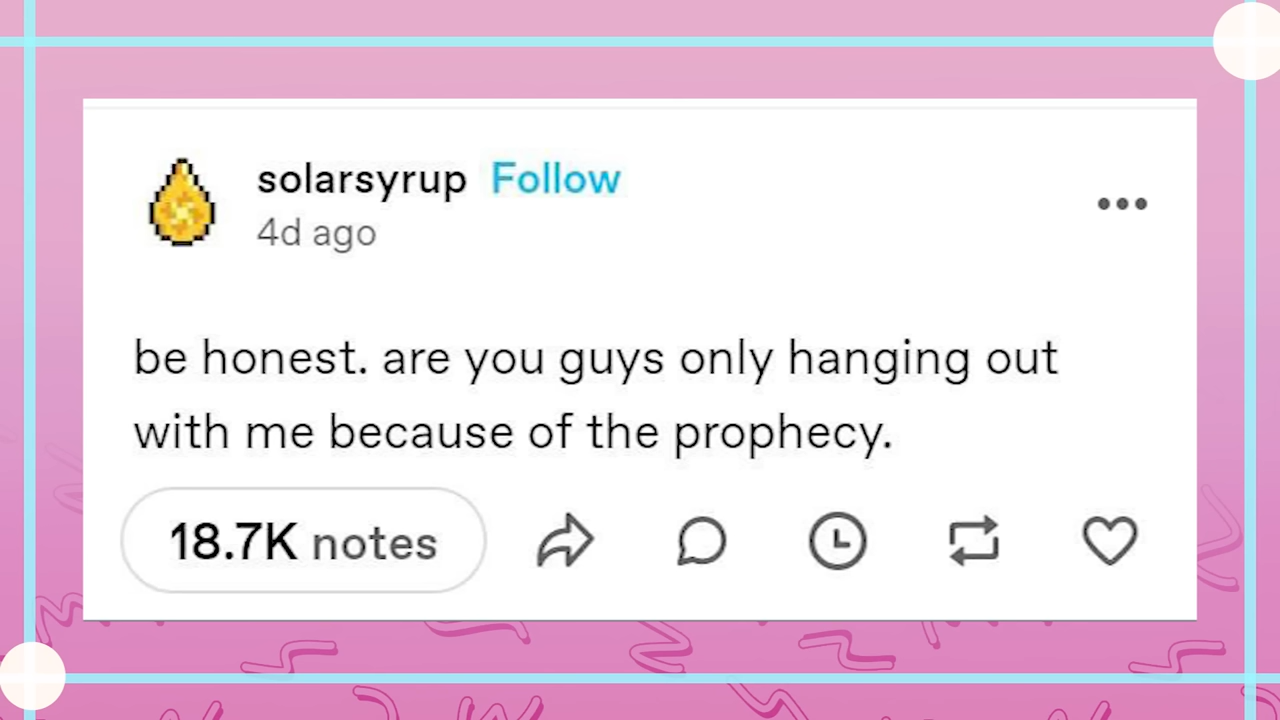 solarsyrup Follow
4d ago
be honest. are you guys only hanging out
with me because of the prophecy.
18.7K notes